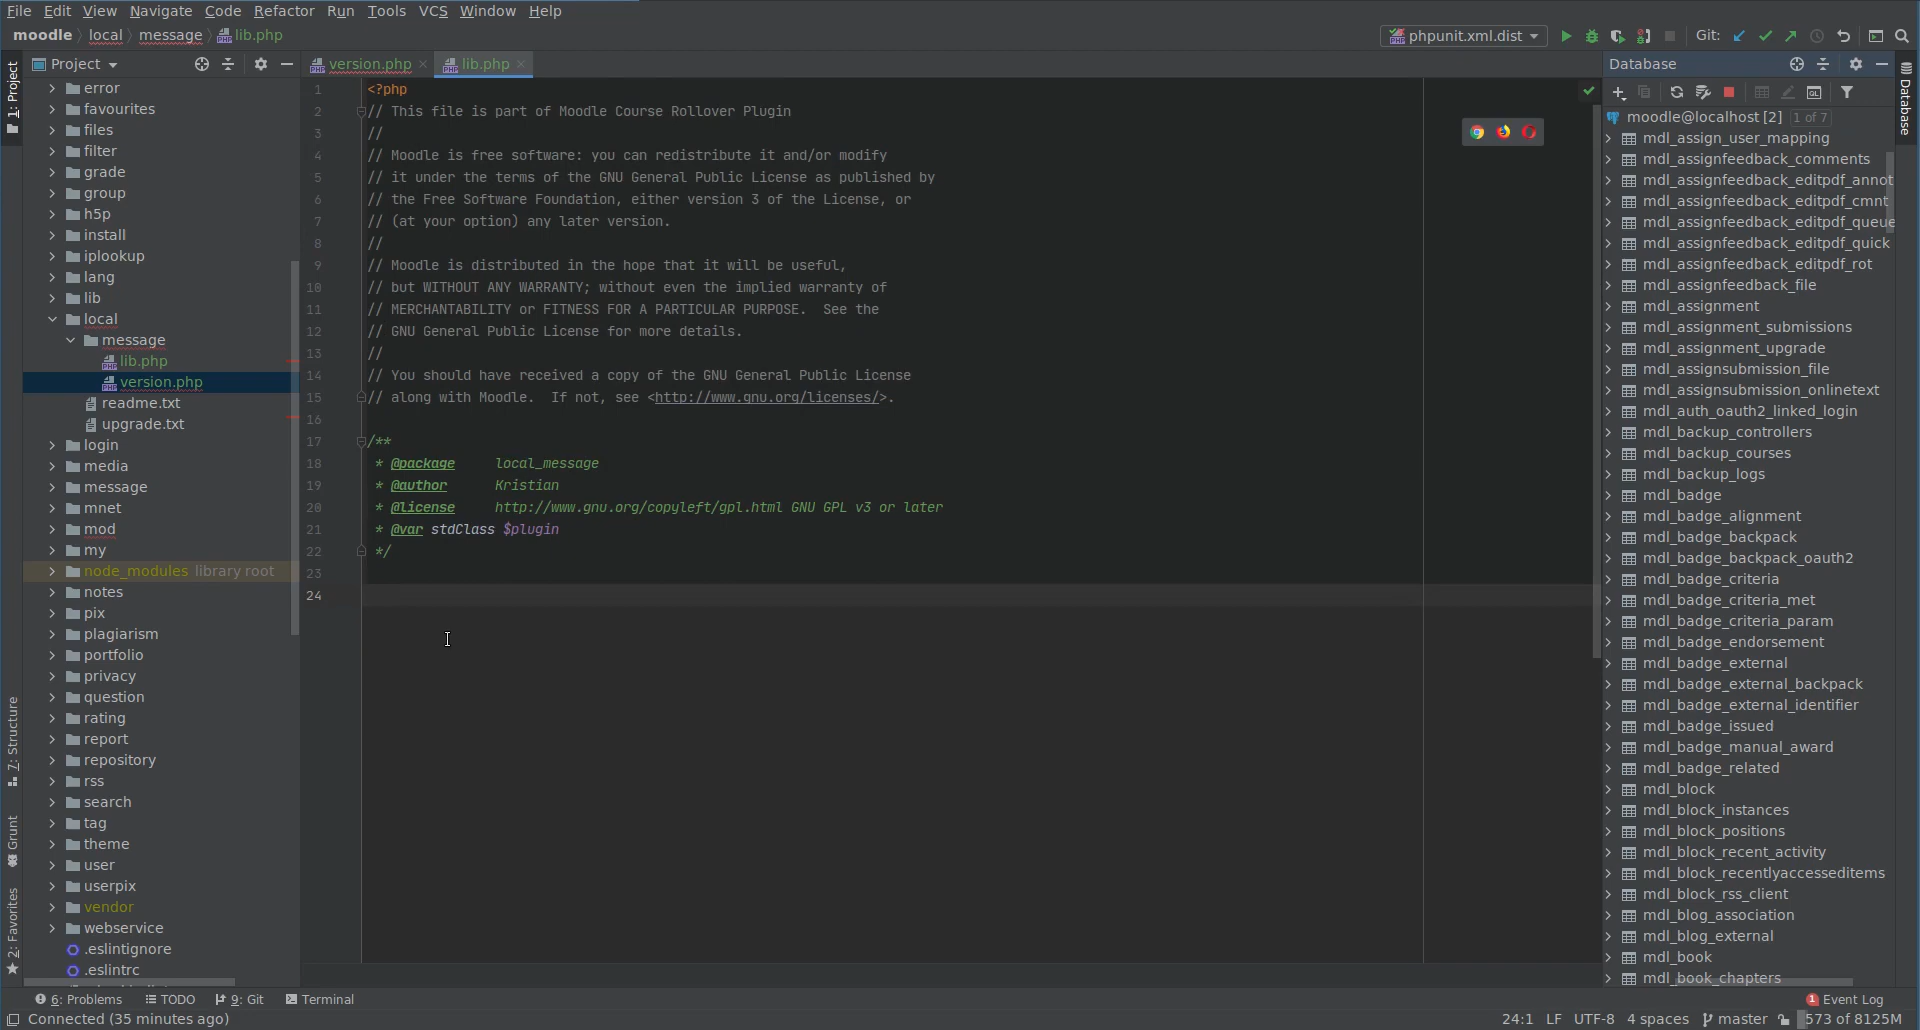 File Edit View Navigate Code Refactor Run Tools VCS Window Help
moodle local message lib.php
phpunit.xml.dist
Git:
1: Project
Project
error
favourites
files
filter
grade
group
h5p
install
iplookup
lang
lib
local
message
lib.php
version.php
readme.txt
upgrade.txt
login
media
message
mnet
mod
my
node_modules library root
notes
pix
plagiarism
portfolio
privacy
question
rating
report
repository
rss
search
tag
theme
user
userpix
vendor
webservice
.eslintignore
.eslintrc
7: Structure
Grunt
2: Favorites
version.php
lib.php
1 <?php
2 // This file is part of Moodle Course Rollover Plugin
3 //
4 // Moodle is free software: you can redistribute it and/or modify
5 // it under the terms of the GNU General Public License as published by
6 // the Free Software Foundation, either version 3 of the License, or
7 // (at your option) any later version.
8 //
9 // Moodle is distributed in the hope that it will be useful,
10 // but WITHOUT ANY WARRANTY; without even the implied warranty of
11 // MERCHANTABILITY or FITNESS FOR A PARTICULAR PURPOSE.  See the
12 // GNU General Public License for more details.
13 //
14 // You should have received a copy of the GNU General Public License
15 // along with Moodle.  If not, see <http://www.gnu.org/licenses/>.
16
17 /**
18  * @package     local_message
19  * @author      Kristian
20  * @license     http://www.gnu.org/copyleft/gpl.html GNU GPL v3 or later
21  * @var stdClass $plugin
22  */
23
24
Database
Database
moodle@localhost [2] 1 of 7
mdl_assign_user_mapping
mdl_assignfeedback_comments
mdl_assignfeedback_editpdf_annot
mdl_assignfeedback_editpdf_cmnt
mdl_assignfeedback_editpdf_queue
mdl_assignfeedback_editpdf_quick
mdl_assignfeedback_editpdf_rot
mdl_assignfeedback_file
mdl_assignment
mdl_assignment_submissions
mdl_assignment_upgrade
mdl_assignsubmission_file
mdl_assignsubmission_onlinetext
mdl_auth_oauth2_linked_login
mdl_backup_controllers
mdl_backup_courses
mdl_backup_logs
mdl_badge
mdl_badge_alignment
mdl_badge_backpack
mdl_badge_backpack_oauth2
mdl_badge_criteria
mdl_badge_criteria_met
mdl_badge_criteria_param
mdl_badge_endorsement
mdl_badge_external
mdl_badge_external_backpack
mdl_badge_external_identifier
mdl_badge_issued
mdl_badge_manual_award
mdl_badge_related
mdl_block
mdl_block_instances
mdl_block_positions
mdl_block_recent_activity
mdl_block_recentlyaccesseditems
mdl_block_rss_client
mdl_blog_association
mdl_blog_external
mdl_book
mdl_book_chapters
6: Problems TODO 9: Git Terminal
1 Event Log
Connected (35 minutes ago)
24:1 LF UTF-8 4 spaces master 573 of 8125M